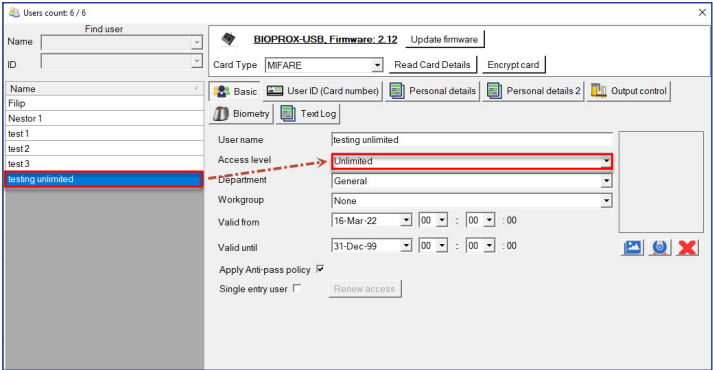 Users count: 6 / 6
Find user
Name
ID
Name
Filip
Nestor 1
test 1
test 2
test 3
testing unlimited
BIOPROX-USB, Firmware: 2.12 Update firmware
Card Type MIFARE Read Card Details Encrypt card
Basic User ID (Card number) Personal details Personal details 2 Output control
Biometry Text Log
User name testing unlimited
Access level Unlimited
Department General
Workgroup None
Valid from 16-Mar-22 00 : 00 : 00
Valid until 31-Dec-99 00 : 00 : 00
Apply Anti-pass policy
Single entry user Renew access